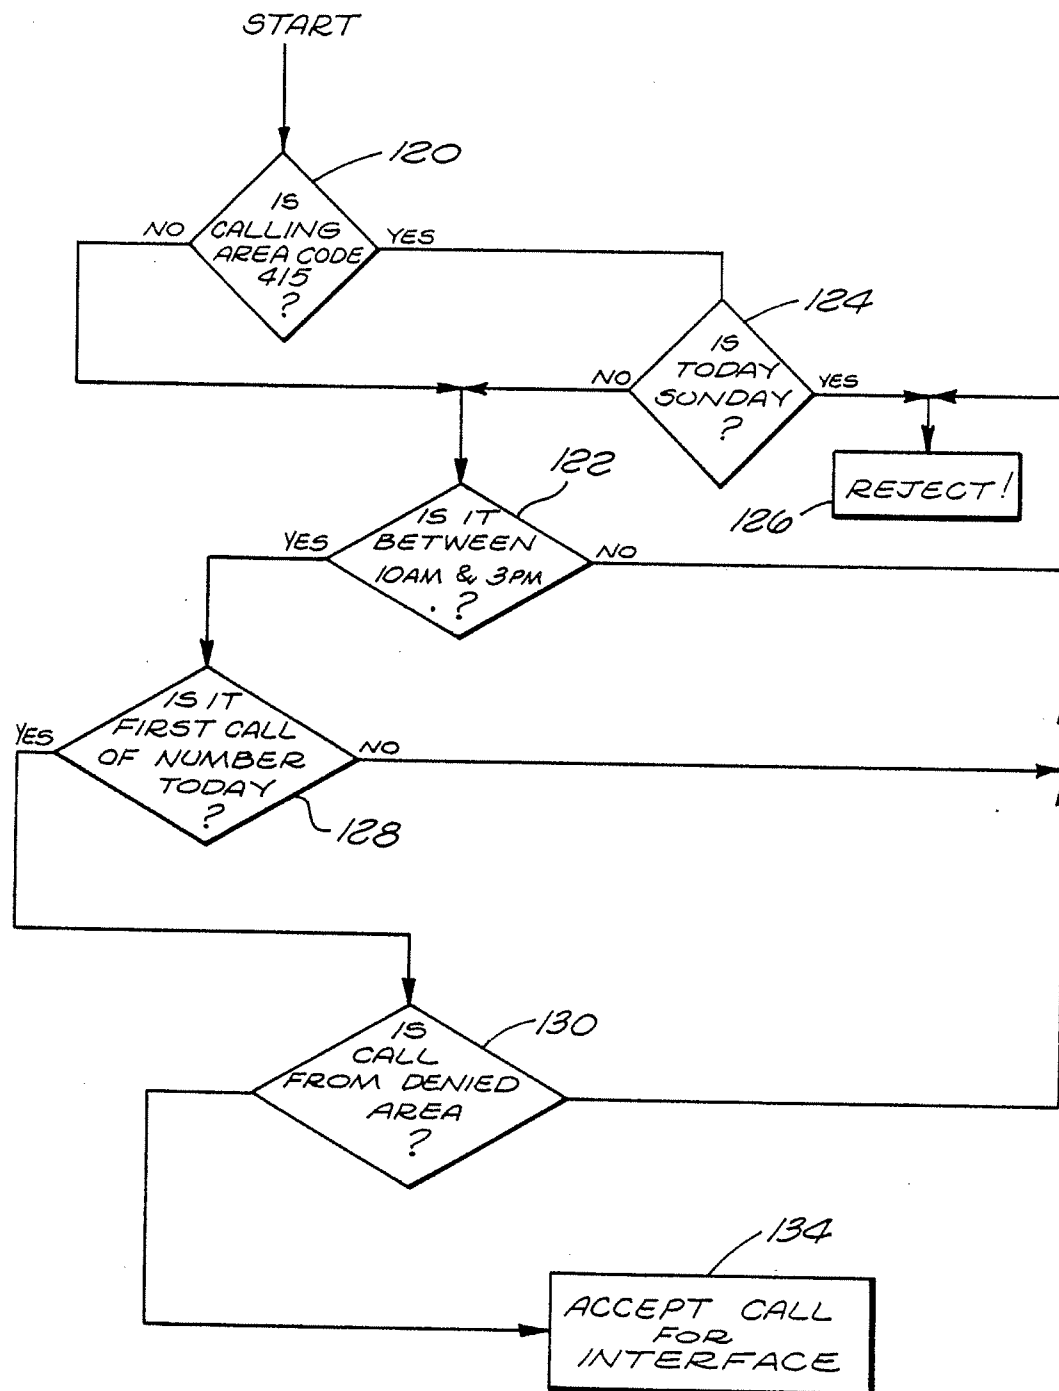 START
120
IS
CALLING
AREA CODE
415
?
NO
YES
124
IS
TODAY
SUNDAY
?
NO
YES
REJECT!
126
122
IS IT
BETWEEN
10AM & 3PM
. ?
YES
NO
IS IT
FIRST CALL
OF NUMBER
TODAY
?
YES
NO
128
130
IS
CALL
FROM DENIED
AREA
?
134
ACCEPT CALL
FOR
INTERFACE